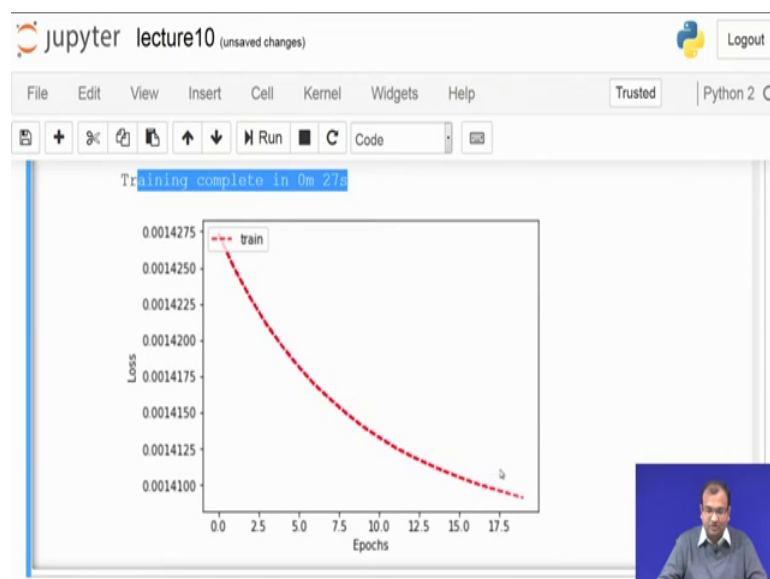 jupyter lecture10 (unsaved changes)
Logout
File Edit View Insert Cell Kernel Widgets Help
Trusted
Python 2
Run
Code
Training complete in 0m 27s
train
0.0014275
0.0014250
0.0014225
0.0014200
0.0014175
0.0014150
0.0014125
0.0014100
Loss
0.0 2.5 5.0 7.5 10.0 12.5 15.0 17.5
Epochs